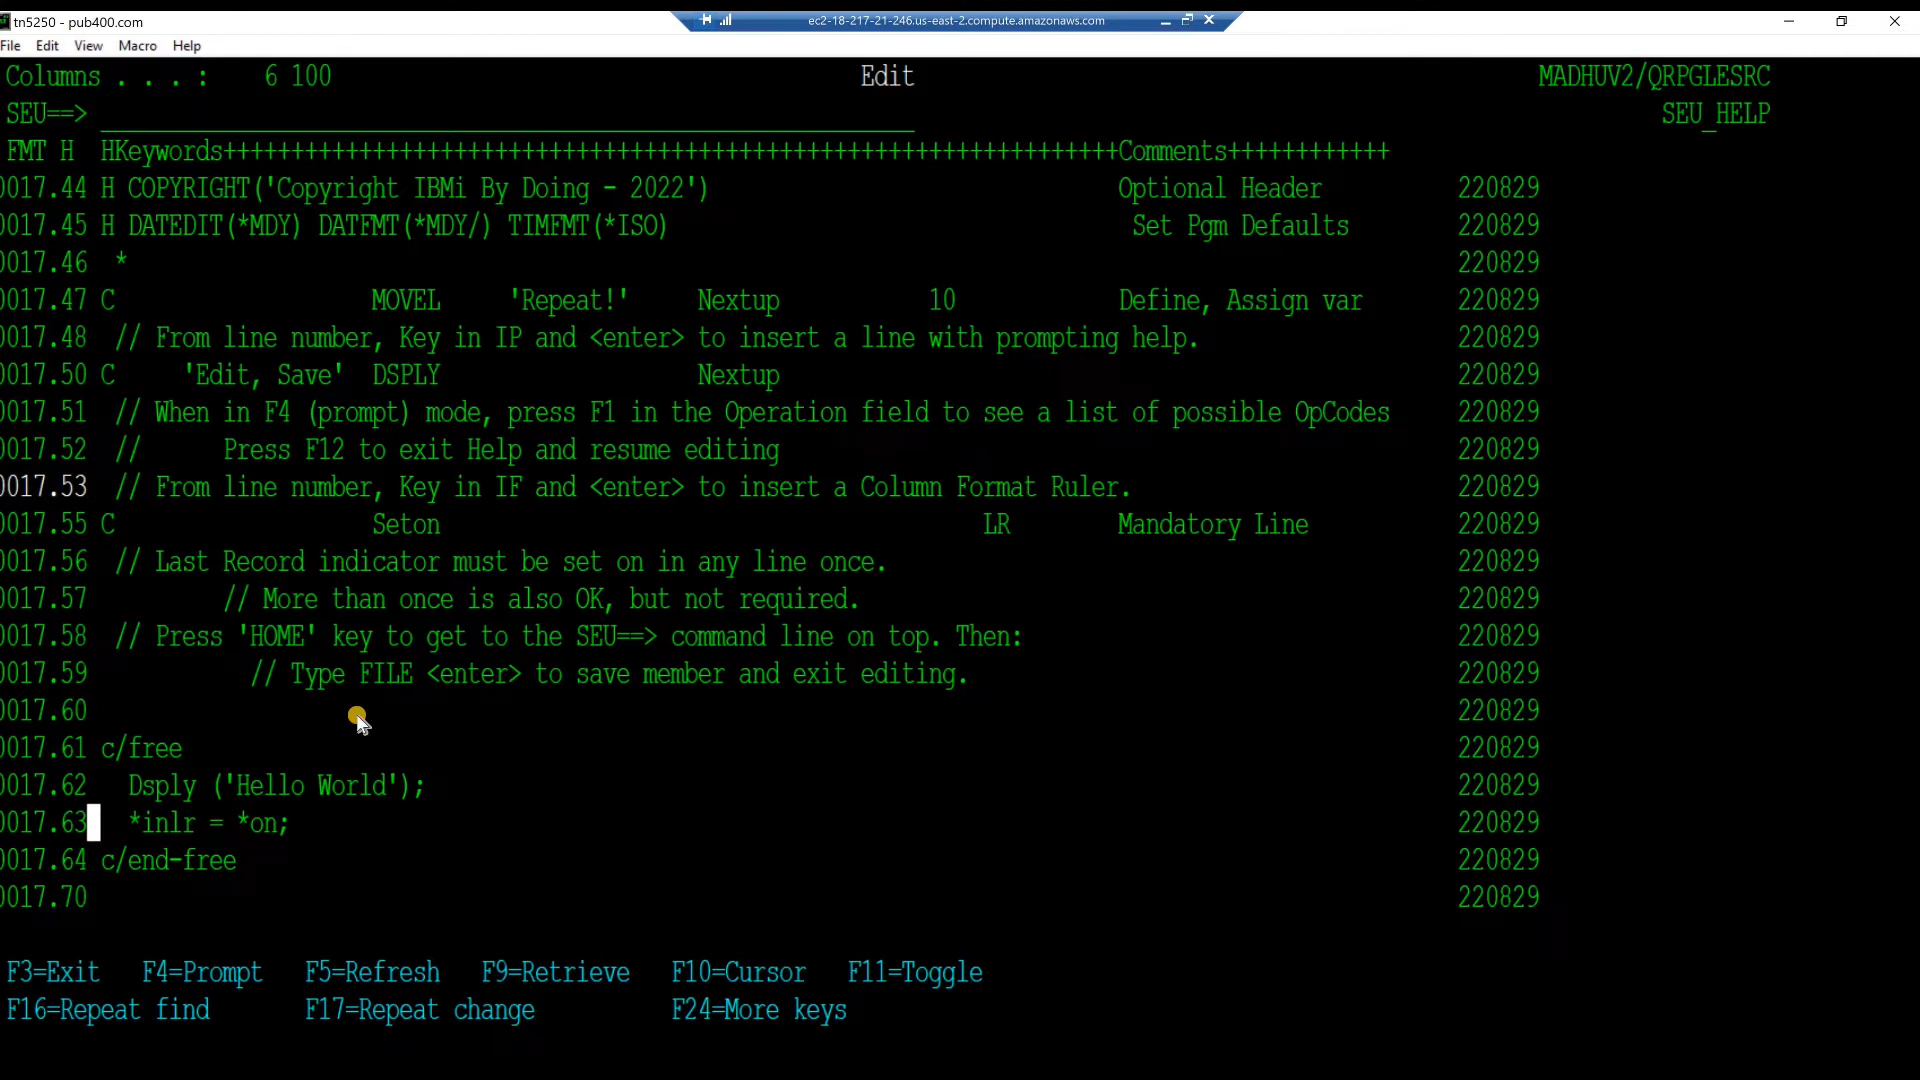 tn5250 - pub400.com
ec2-18-217-21-246.us-east-2.compute.amazonaws.com
File Edit View Macro Help
Columns . . . : 6 100 Edit MADHUV2/QRPGLESRC
SEU==> SEU_HELP
FMT H HKeywords++++++++++++++++++++++++++++++++++++++++++++++++++++++++++++++++++Comments++++++++++++
0017.44 H COPYRIGHT('Copyright IBMi By Doing - 2022') Optional Header 220829
0017.45 H DATEDIT(*MDY) DATFMT(*MDY/) TIMFMT(*ISO) Set Pgm Defaults 220829
0017.46 * 220829
0017.47 C MOVEL 'Repeat!' Nextup 10 Define, Assign var 220829
0017.48 // From line number, Key in IP and <enter> to insert a line with prompting help. 220829
0017.50 C 'Edit, Save' DSPLY Nextup 220829
0017.51 // When in F4 (prompt) mode, press F1 in the Operation field to see a list of possible OpCodes 220829
0017.52 // Press F12 to exit Help and resume editing 220829
0017.53 // From line number, Key in IF and <enter> to insert a Column Format Ruler. 220829
0017.55 C Seton LR Mandatory Line 220829
0017.56 // Last Record indicator must be set on in any line once. 220829
0017.57 // More than once is also OK, but not required. 220829
0017.58 // Press 'HOME' key to get to the SEU==> command line on top. Then: 220829
0017.59 // Type FILE <enter> to save member and exit editing. 220829
0017.60 220829
0017.61 c/free 220829
0017.62 Dsply ('Hello World'); 220829
0017.63 *inlr = *on; 220829
0017.64 c/end-free 220829
0017.70 220829
F3=Exit F4=Prompt F5=Refresh F9=Retrieve F10=Cursor F11=Toggle
F16=Repeat find F17=Repeat change F24=More keys